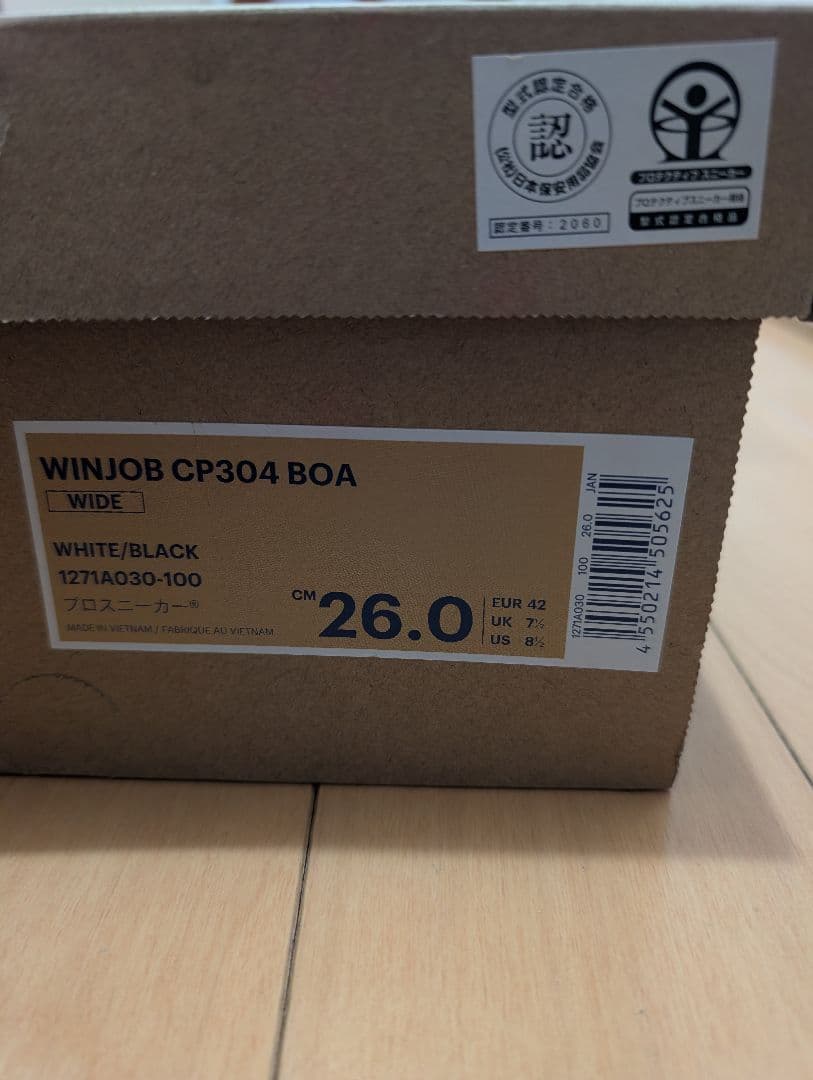 型式認定合格
認
(公社)日本保安用品協会
認定番号：2060
プロテクティブスニーカー
プロテクティブスニーカー規格
型式認定合格品
WINJOB CP304 BOA
WIDE
WHITE/BLACK
1271A030-100
プロスニーカー®
MADE IN VIETNAM / FABRIQUE AU VIETNAM
CM 26.0
EUR 42
UK 7½
US 8½
1271A030 100 26.0 JAN
4 550214 505625